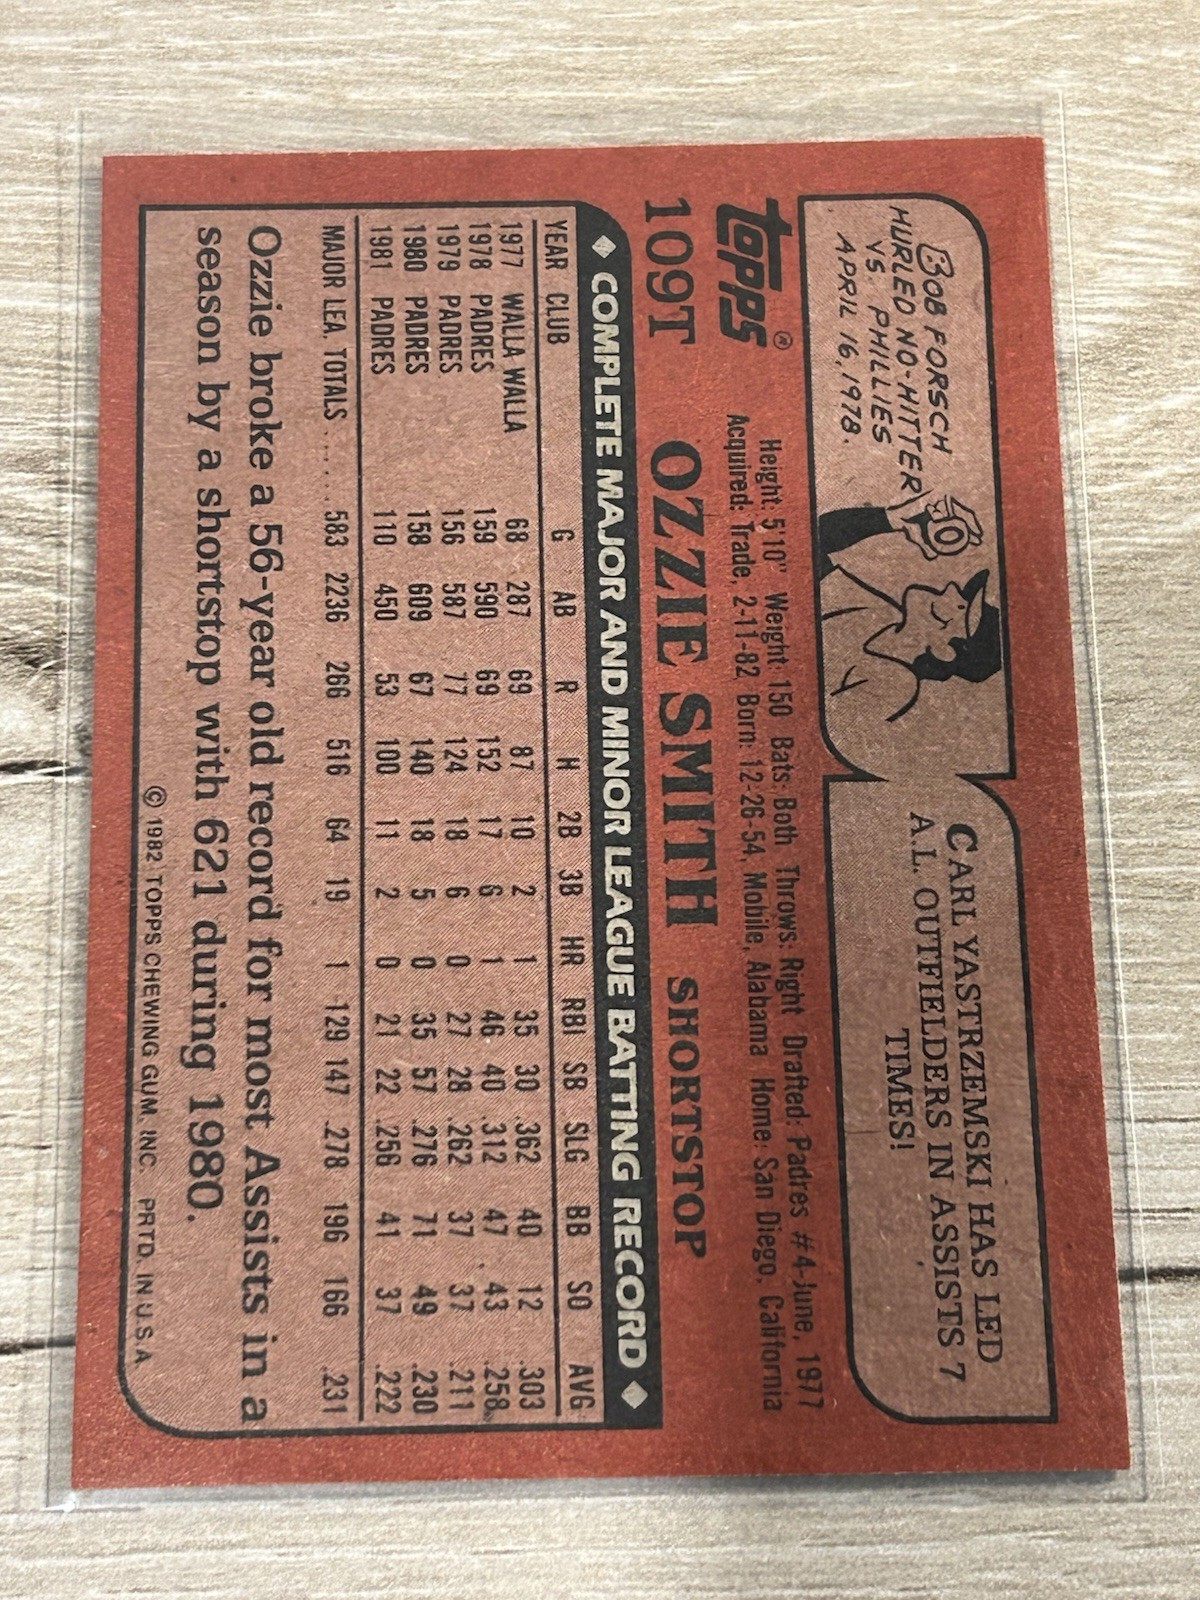 BOB FORSCH
HURLED NO-HITTER
VS. PHILLIES
APRIL 16, 1978.
CARL YASTRZEMSKI HAS LED
A.L. OUTFIELDERS IN ASSISTS 7
TIMES!
topps®
109T OZZIE SMITH SHORTSTOP
Height: 5'10" Weight: 150 Bats: Both Throws: Right Drafted: Padres #4-June, 1977
Acquired: Trade, 2-11-82 Born: 12-26-54, Mobile, Alabama Home: San Diego, California
◆ COMPLETE MAJOR AND MINOR LEAGUE BATTING RECORD ◆
YEAR CLUB G AB R H 2B 3B HR RBI SB SLG BB SO AVG
1977 WALLA WALLA 68 287 69 87 10 2 1 35 30 .362 40 12 .303
1978 PADRES 159 590 69 152 17 6 1 46 40 .312 47 43 .258
1979 PADRES 156 587 77 124 18 6 0 27 28 .262 37 37 .211
1980 PADRES 158 609 67 140 18 5 0 35 57 .276 71 49 .230
1981 PADRES 110 450 53 100 11 2 0 21 22 .256 41 37 .222
MAJOR LEA. TOTALS ..... 583 2236 266 516 64 19 1 129 147 .278 196 166 .231
Ozzie broke a 56-year old record for most Assists in a
season by a shortstop with 621 during 1980.
© 1982 TOPPS CHEWING GUM, INC. PRTD. IN U.S.A